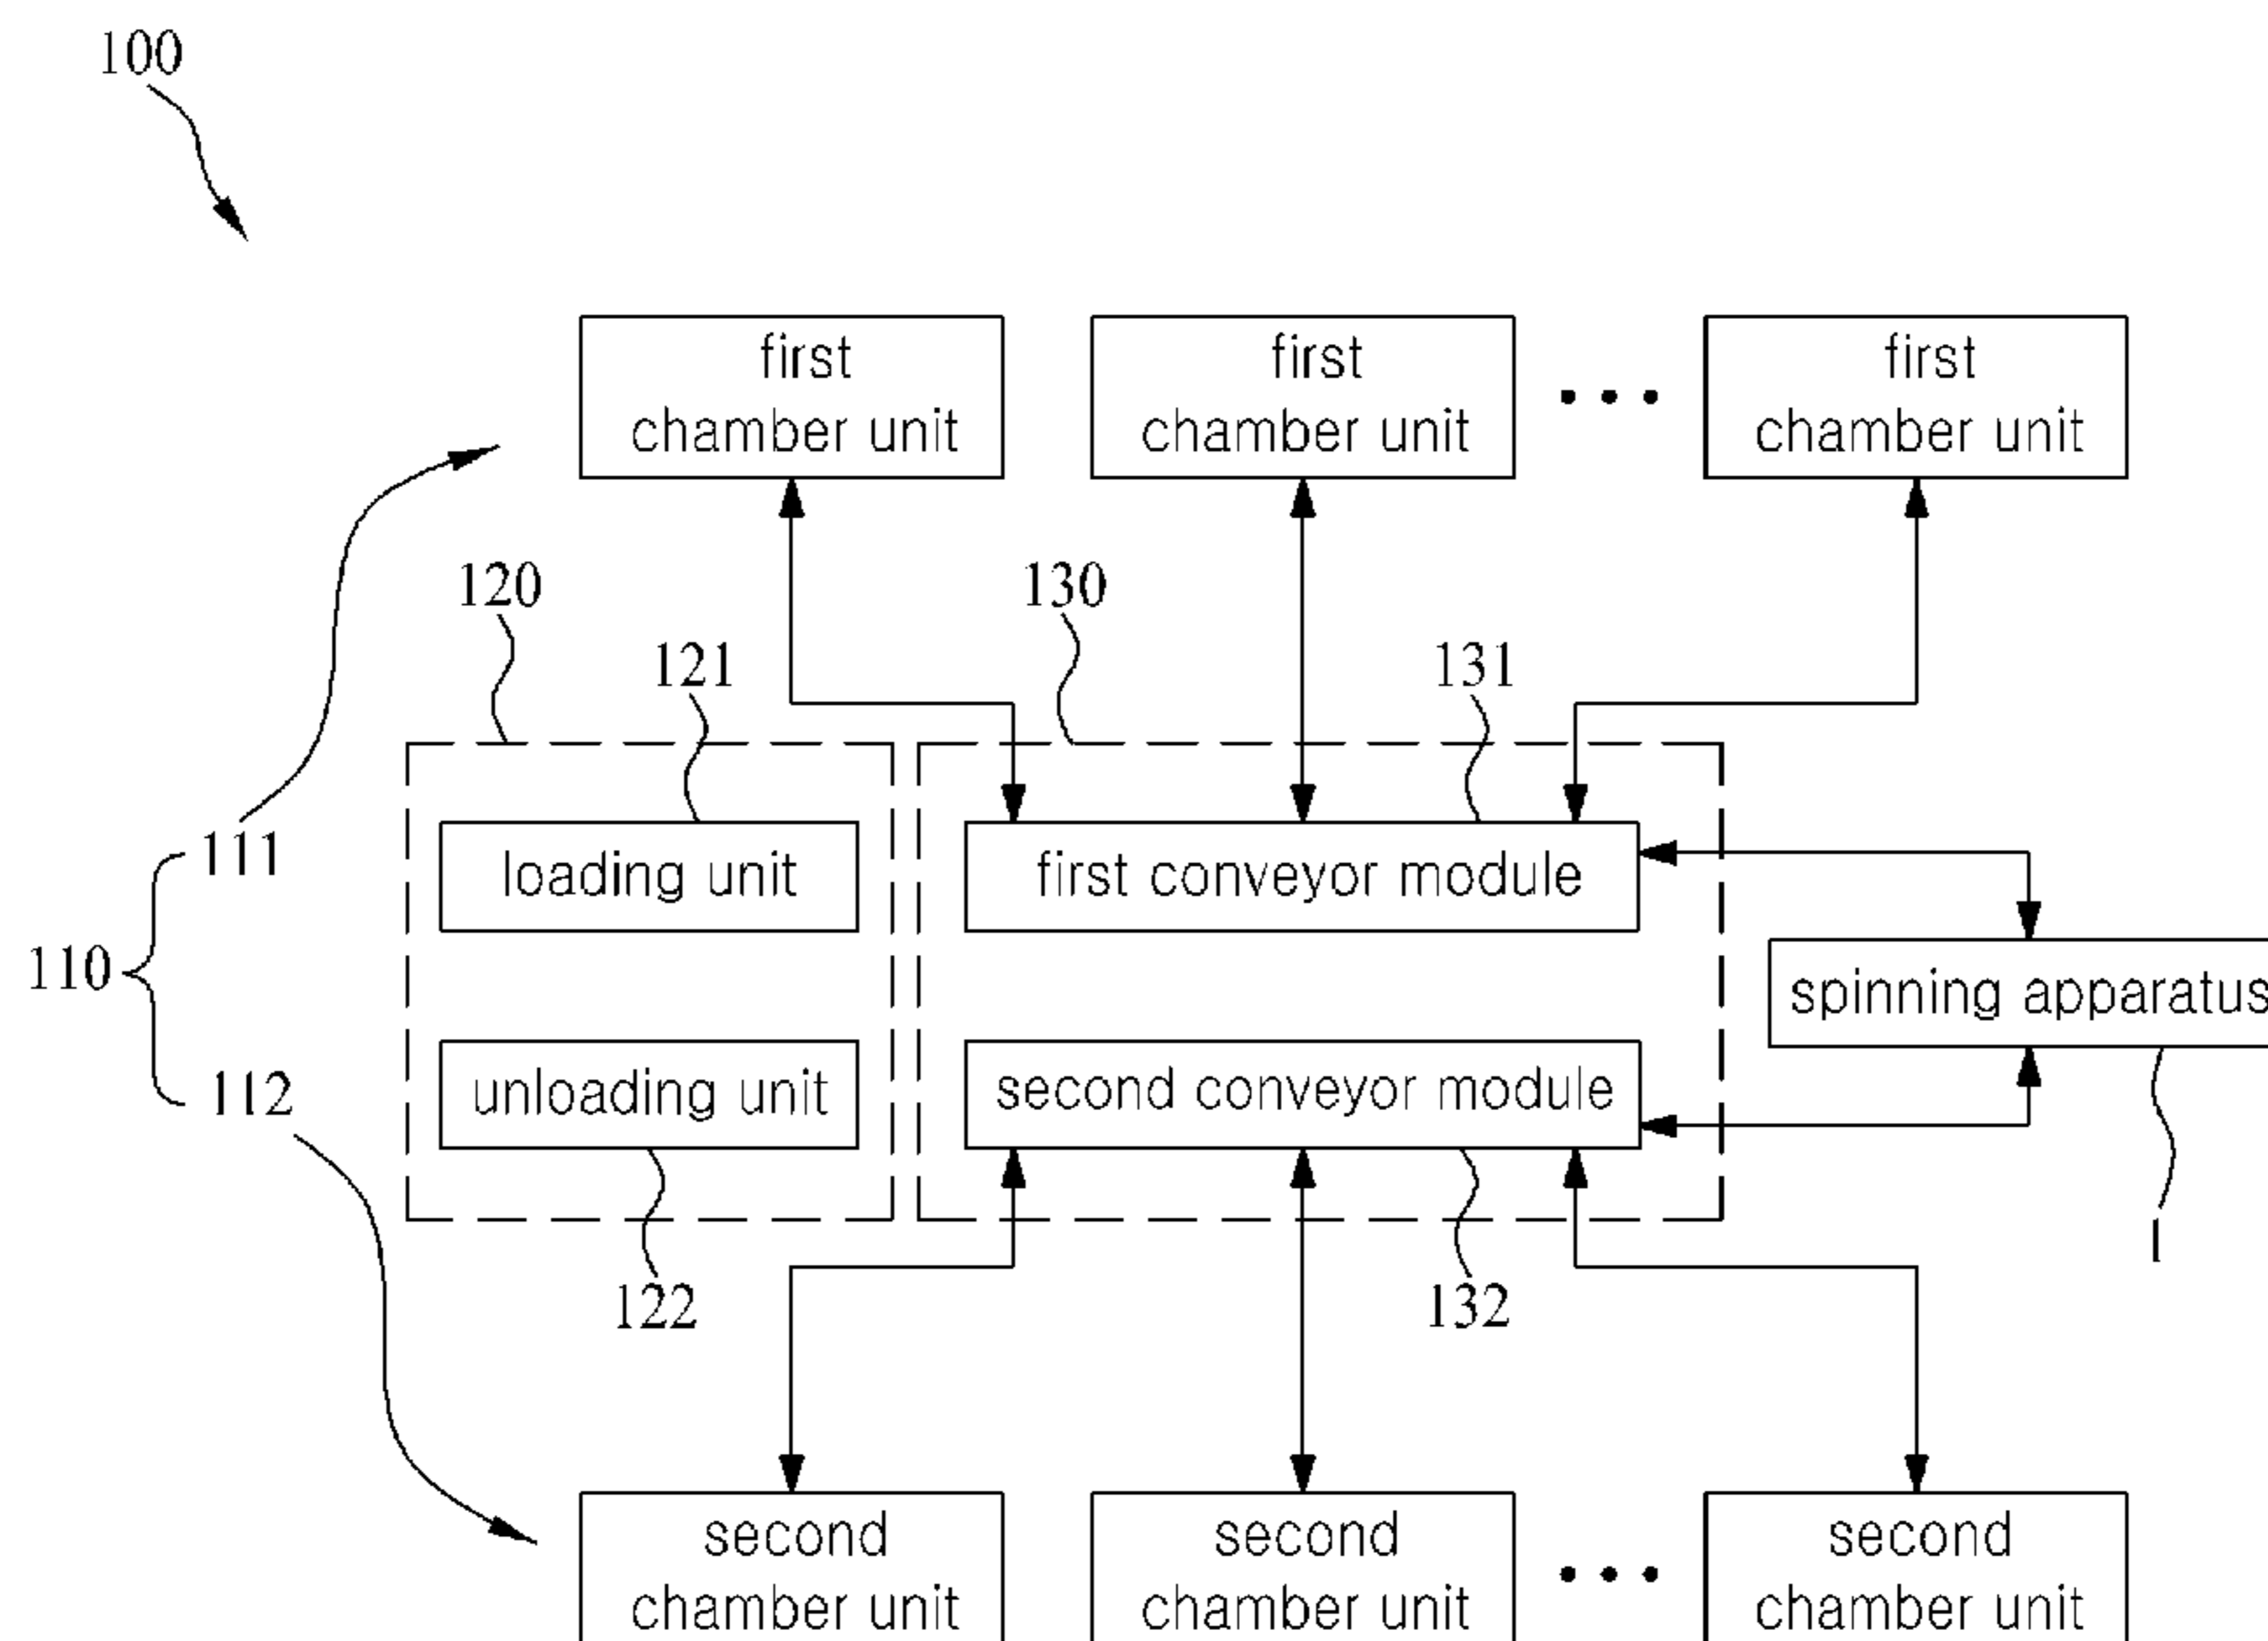 100
first
chamber unit
first
chamber unit
• • •
first
chamber unit
120
130
121
131
111
loading unit
first conveyor module
110
spinning apparatus
112
unloading unit
second conveyor module
1
122
132
second
chamber unit
second
chamber unit
• • •
second
chamber unit